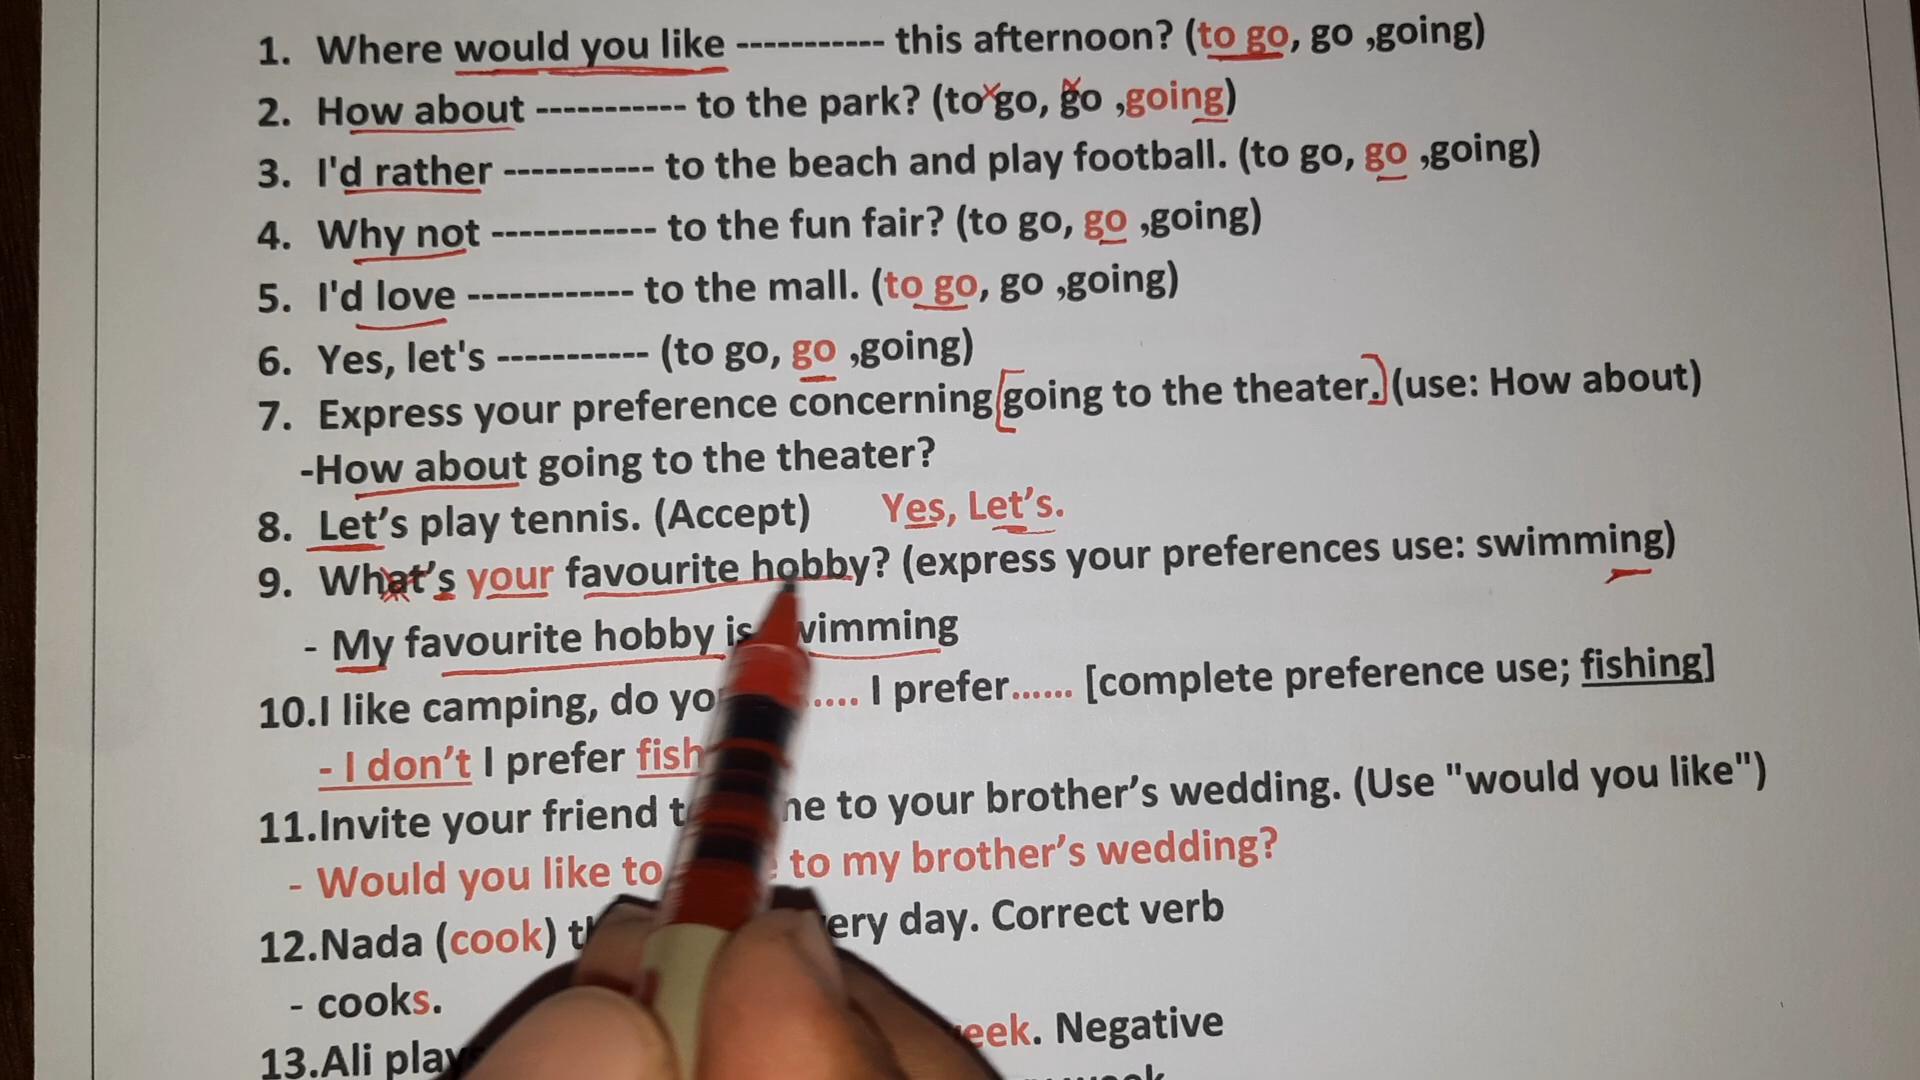 1. Where would you like ----------- this afternoon? (to go, go ,going)
2. How about ----------- to the park? (to go, go ,going)
3. I'd rather ----------- to the beach and play football. (to go, go ,going)
4. Why not ------------ to the fun fair? (to go, go ,going)
5. I'd love ------------ to the mall. (to go, go ,going)
6. Yes, let's ----------- (to go, go ,going)
7. Express your preference concerning going to the theater. (use: How about)
-How about going to the theater?
8. Let's play tennis. (Accept) Yes, Let's.
9. What's your favourite hobby? (express your preferences use: swimming)
- My favourite hobby is
10.I like camping, do .... I prefer...... [complete preference use; fishing]
- I don't I prefer
11.Invite your friend to your brother's wedding. (Use "would you like")
- Would you like to to my brother's wedding?
12.Nada (cook) day. Correct verb
- cooks.
13.Ali Negative